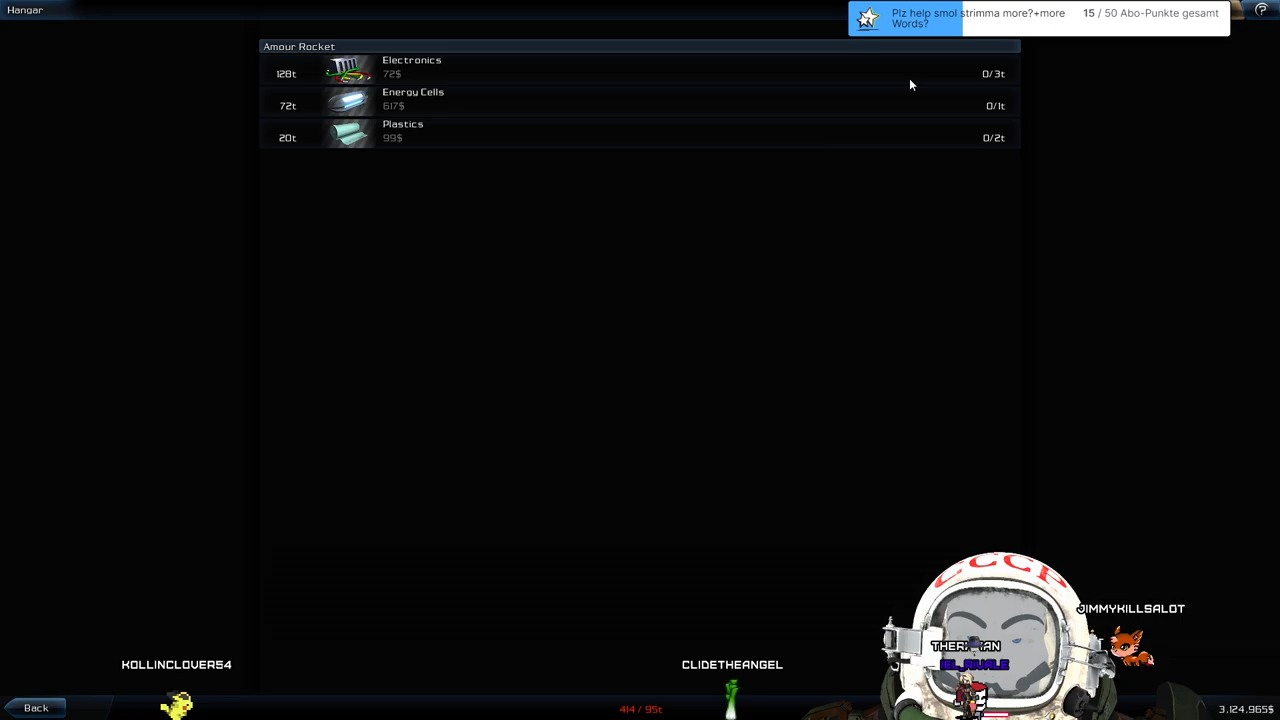 Hangar
Plz help smol strimma more?+more
Words?
15 / 50 Abo-Punkte gesamt
Amour Rocket
128t
Electronics
72$
0/3t
72t
Energy Cells
617$
0/1t
20t
Plastics
99$
0/2t
CCCP
JIMMYKILLSALOT
KOLLINCLOVER54
CLIDETHEANGEL
Back
414 / 95t
3.124.965$